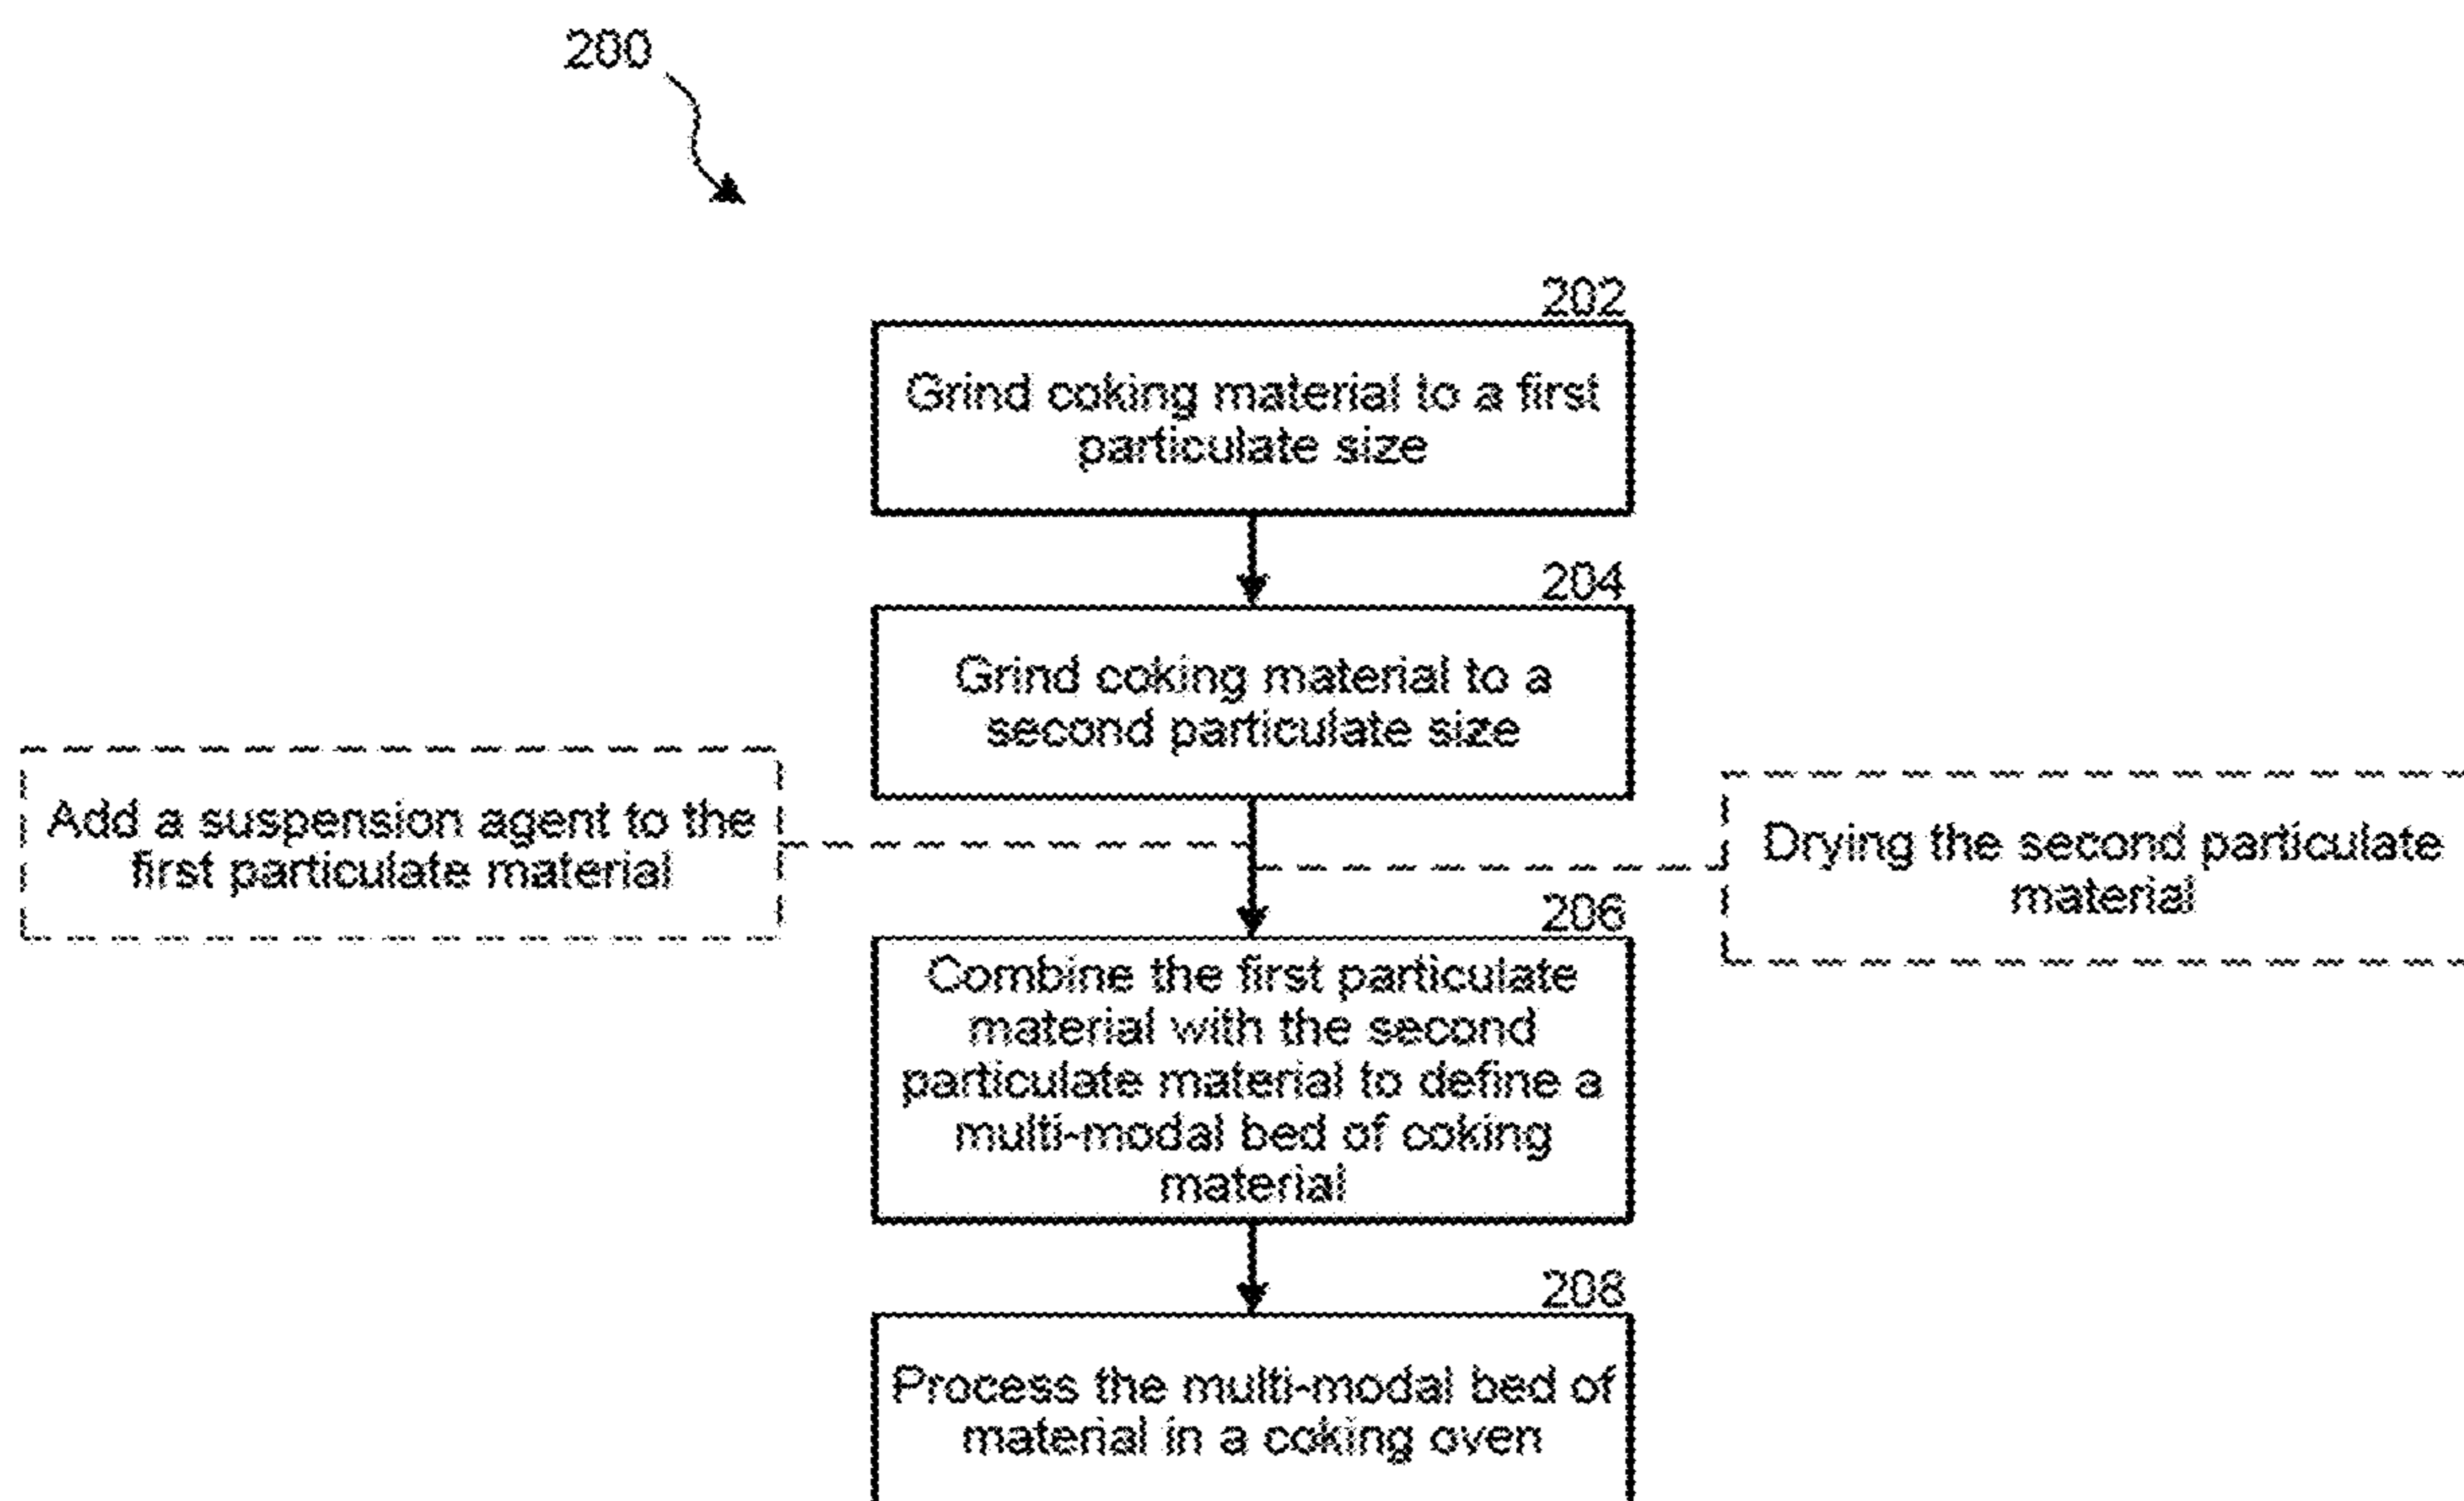 200
202
Grind coking material to a first
particulate size
204
Grind coking material to a
second particulate size
Add a suspension agent to the
first particulate material
Drying the second particulate
material
206
Combine the first particulate
material with the second
particulate material to define a
multi-modal bed of coking
material
208
Process the multi-modal bed of
material in a coking oven